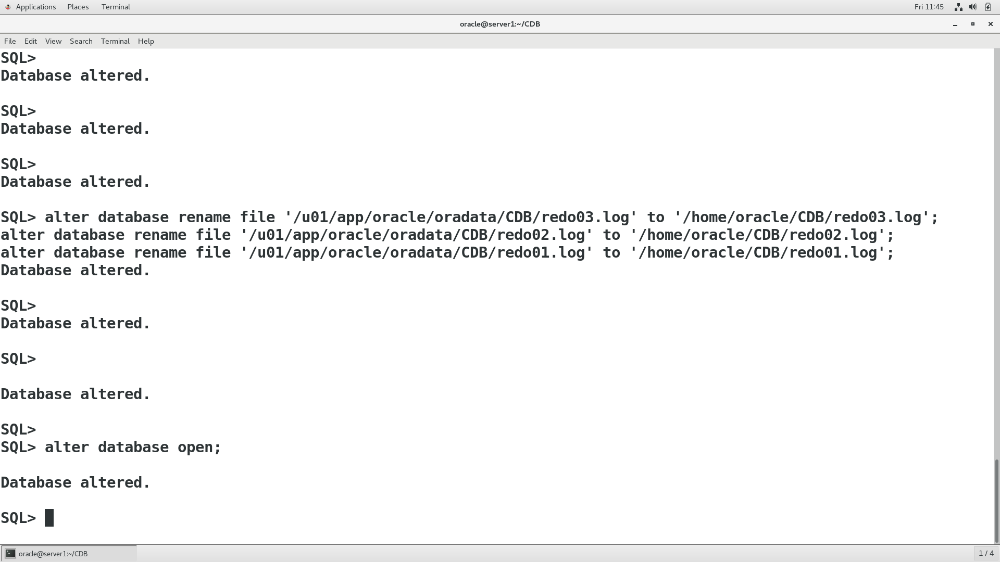 Applications Places Terminal Fri 11:45
oracle@server1:~/CDB
File Edit View Search Terminal Help
SQL>
Database altered.
SQL>
Database altered.
SQL>
Database altered.
SQL> alter database rename file '/u01/app/oracle/oradata/CDB/redo03.log' to '/home/oracle/CDB/redo03.log';
alter database rename file '/u01/app/oracle/oradata/CDB/redo02.log' to '/home/oracle/CDB/redo02.log';
alter database rename file '/u01/app/oracle/oradata/CDB/redo01.log' to '/home/oracle/CDB/redo01.log';
Database altered.
SQL>
Database altered.
SQL>
Database altered.
SQL>
SQL> alter database open;
Database altered.
SQL>
oracle@server1:~/CDB 1 / 4